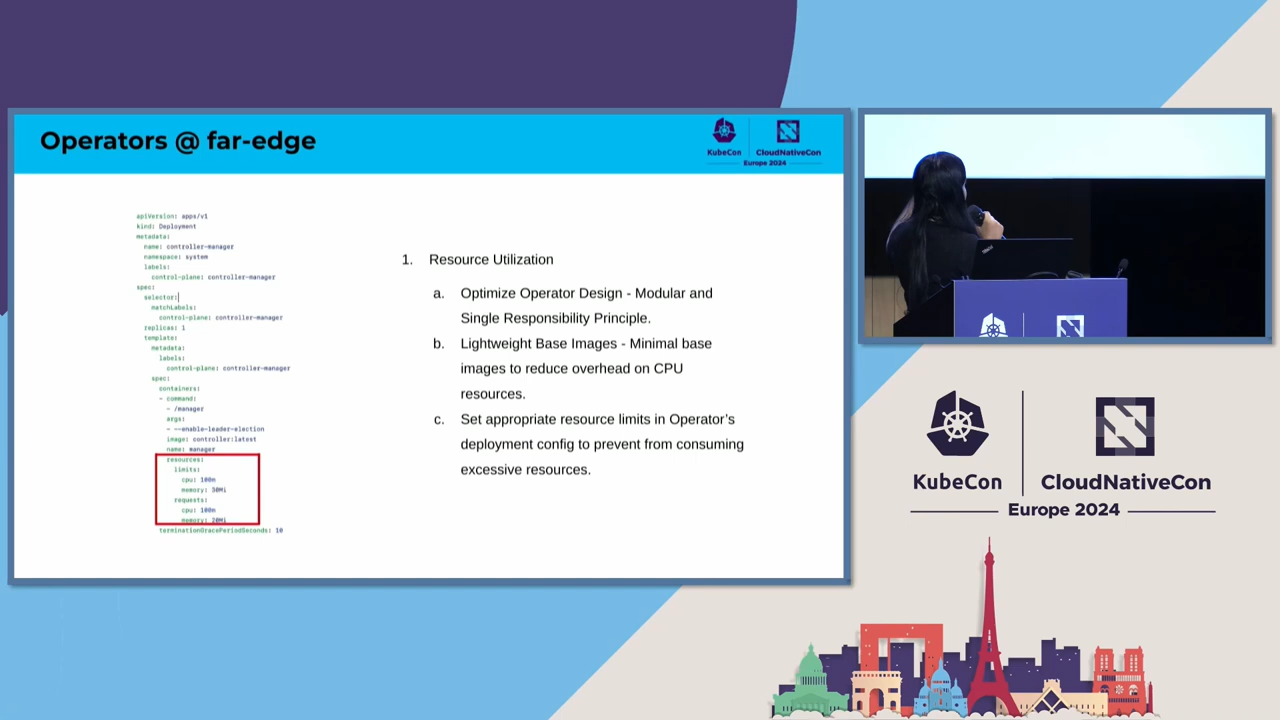 Operators @ far-edge
KubeCon
CloudNativeCon
Europe 2024
apiVersion: apps/v1
kind: Deployment
metadata:
name: controller-manager
namespace: system
labels:
control-plane: controller-manager
spec:
selector:
matchLabels:
control-plane: controller-manager
replicas: 1
template:
metadata:
labels:
control-plane: controller-manager
spec:
containers:
- command:
- /manager
args:
- --enable-leader-election
image: controller:latest
name: manager
resources:
limits:
cpu: 100m
memory: 30Mi
requests:
cpu: 100m
memory: 20Mi
terminationGracePeriodSeconds: 10
1. Resource Utilization
a. Optimize Operator Design - Modular and
Single Responsibility Principle.
b. Lightweight Base Images - Minimal base
images to reduce overhead on CPU
resources.
c. Set appropriate resource limits in Operator's
deployment config to prevent from consuming
excessive resources.
KubeCon
CloudNativeCon
Europe 2024